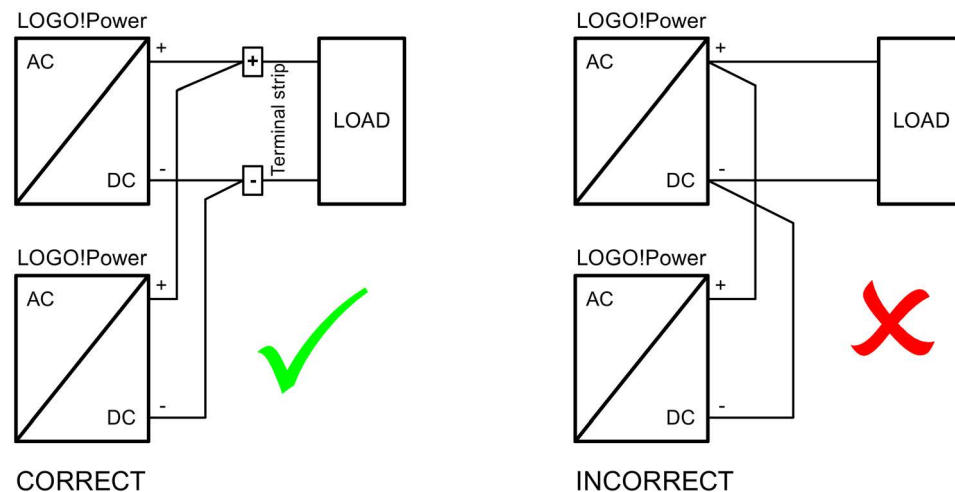 LOGO!Power
AC
DC
+
-
+
-
Terminal strip
LOAD
LOGO!Power
AC
DC
+
-
CORRECT
LOGO!Power
AC
DC
+
-
LOAD
LOGO!Power
AC
DC
+
-
INCORRECT